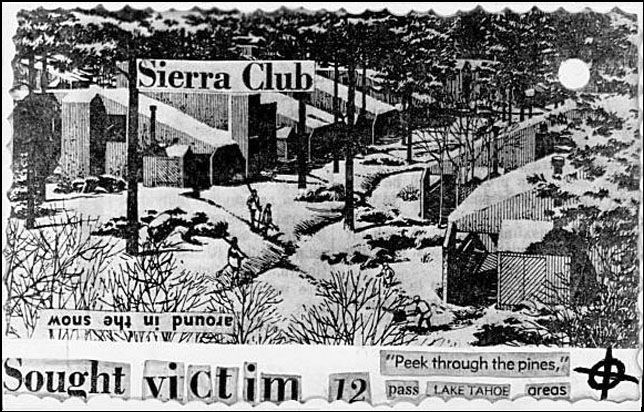 Sierra Club
around in the snow
Sought victim 12
"Peek through the pines,"
pass LAKE TAHOE areas